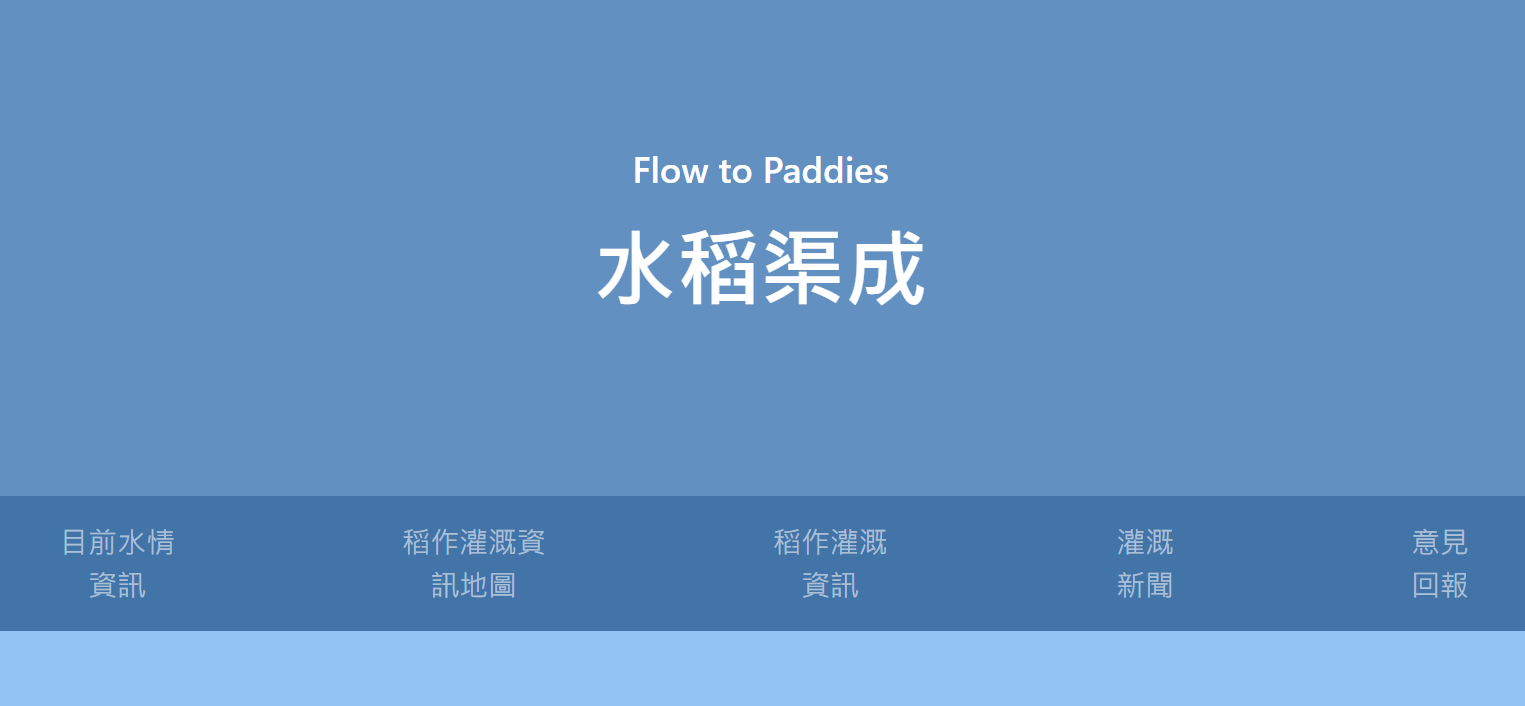 Flow to Paddies
水稻渠成
目前水情
資訊
稻作灌溉資
訊地圖
稻作灌溉
資訊
灌溉
新聞
意見
回報